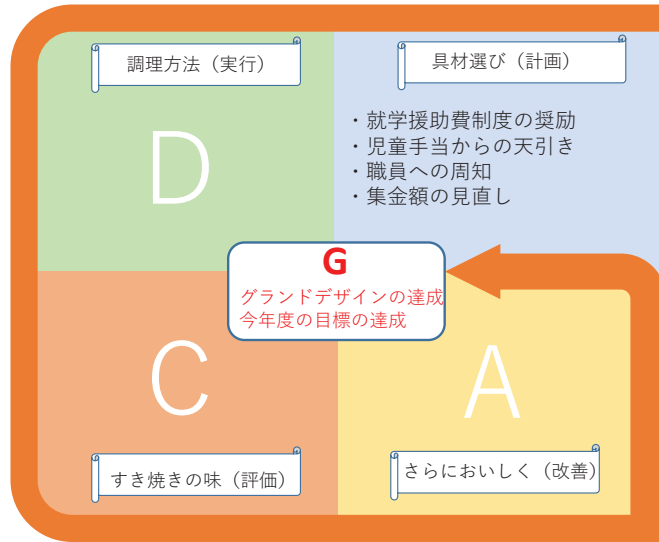 調理方法（実行）
D
具材選び（計画）
・就学援助費制度の奨励
・児童手当からの天引き
・職員への周知
・集金額の見直し
G
グランドデザインの達成
今年度の目標の達成
C
すき焼きの味（評価）
A
さらにおいしく（改善）